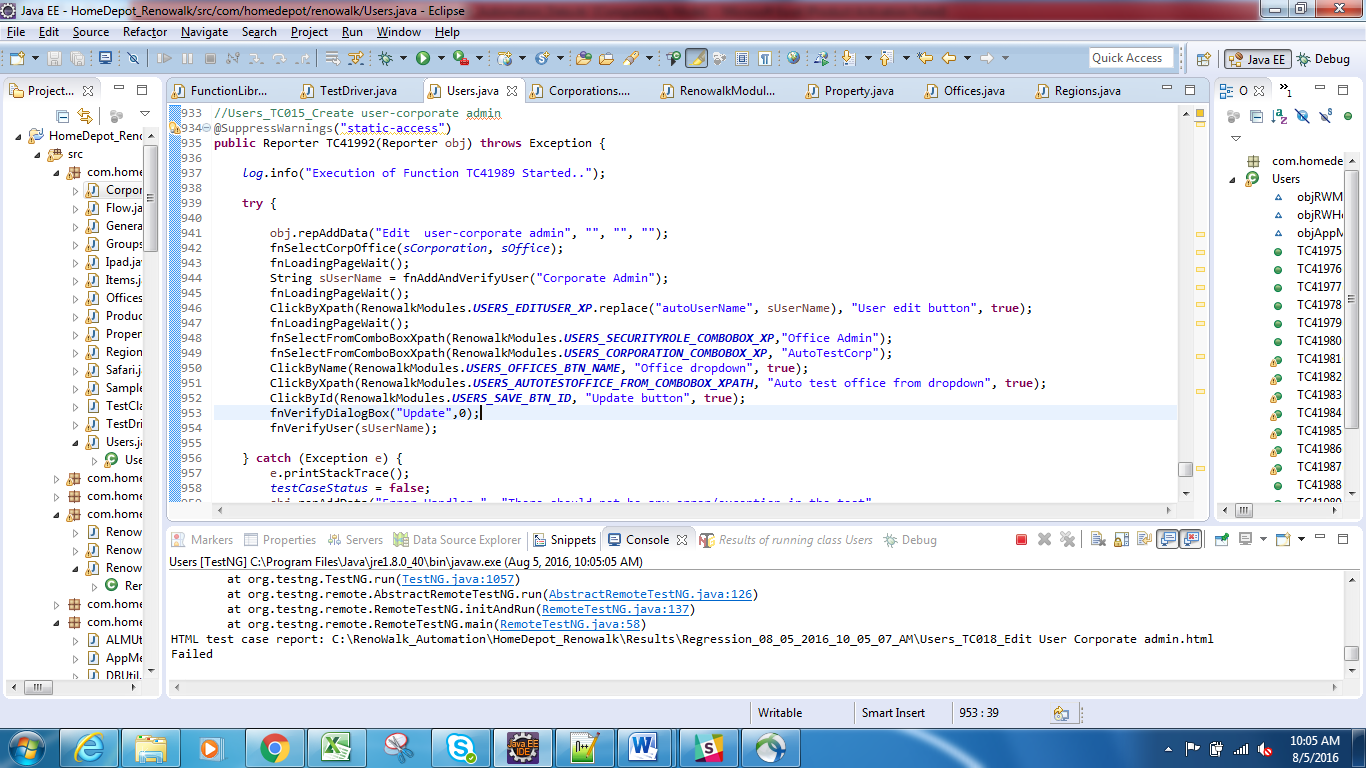 Java EE - HomeDepot_Renowalk/src/com/homedepot/renowalk/Users.java - Eclipse
File Edit Source Refactor Navigate Search Project Run Window Help
Quick Access
Java EE
Debug
Project...
FunctionLibr...
TestDriver.java
Users.java
Corporations....
RenowalkModul...
Property.java
Offices.java
Regions.java
O
»1
HomeDepot_Reno
src
com.home
Corpor
Flow.ja
Genera
Groups
Ipad.jav
Items.j
Offices
Produc
Proper
Region
Safari.j
Sample
TestCla
TestDri
Users.ja
Use
com.hom
com.hom
com.hom
Renow
Renow
Renow
Ren
com.hom
com.home
ALMUt
AppMe
DBUtil.
933 //Users_TC015_Create user-corporate admin
934 @SuppressWarnings("static-access")
935 public Reporter TC41992(Reporter obj) throws Exception {
936
937 log.info("Execution of Function TC41989 Started..");
938
939 try {
940
941 obj.repAddData("Edit  user-corporate admin", "", "", "");
942 fnSelectCorpOffice(sCorporation, sOffice);
943 fnLoadingPageWait();
944 String sUserName = fnAddAndVerifyUser("Corporate Admin");
945 fnLoadingPageWait();
946 ClickByXpath(RenowalkModules.USERS_EDITUSER_XP.replace("autoUserName", sUserName), "User edit button", true);
947 fnLoadingPageWait();
948 fnSelectFromComboBoxXpath(RenowalkModules.USERS_SECURITYROLE_COMBOBOX_XP,"Office Admin");
949 fnSelectFromComboBoxXpath(RenowalkModules.USERS_CORPORATION_COMBOBOX_XP, "AutoTestCorp");
950 ClickByName(RenowalkModules.USERS_OFFICES_BTN_NAME, "Office dropdown", true);
951 ClickByXpath(RenowalkModules.USERS_AUTOTESTOFFICE_FROM_COMBOBOX_XPATH, "Auto test office from dropdown", true);
952 ClickById(RenowalkModules.USERS_SAVE_BTN_ID, "Update button", true);
953 fnVerifyDialogBox("Update",0);
954 fnVerifyUser(sUserName);
955
956 } catch (Exception e) {
957 e.printStackTrace();
958 testCaseStatus = false;
com.homede
Users
objRWM
objRWHo
objAppM
TC41975
TC41976
TC41977
TC41978
TC41979
TC41980
TC41981
TC41982
TC41983
TC41984
TC41985
TC41986
TC41987
TC41988
Markers Properties Servers Data Source Explorer Snippets Console Results of running class Users Debug
Users [TestNG] C:\Program Files\Java\jre1.8.0_40\bin\javaw.exe (Aug 5, 2016, 10:05:05 AM)
at org.testng.TestNG.run(TestNG.java:1057)
at org.testng.remote.AbstractRemoteTestNG.run(AbstractRemoteTestNG.java:126)
at org.testng.remote.RemoteTestNG.initAndRun(RemoteTestNG.java:137)
at org.testng.remote.RemoteTestNG.main(RemoteTestNG.java:58)
HTML test case report: C:\RenoWalk_Automation\HomeDepot_Renowalk\Results\Regression_08_05_2016_10_05_07_AM\Users_TC018_Edit User Corporate admin.html
Failed
Writable
Smart Insert
953 : 39
Java EE
IDE
10:05 AM
8/5/2016